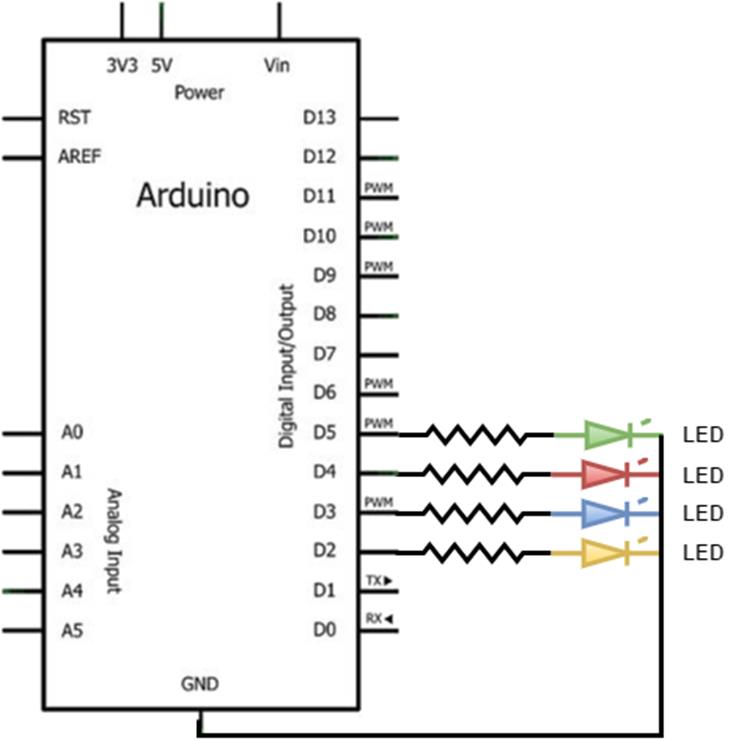 3V3 5V Vin
Power
RST D13
AREF D12
Arduino
PWM
D11
PWM
D10
PWM
D9
D8
D7
PWM
D6
Digital Input/Output
PWM
A0 D5 LED
A1 D4 LED
PWM
A2 D3 LED
A3 D2 LED
Analog Input
TX▶
A4 D1
RX◀
A5 D0
GND